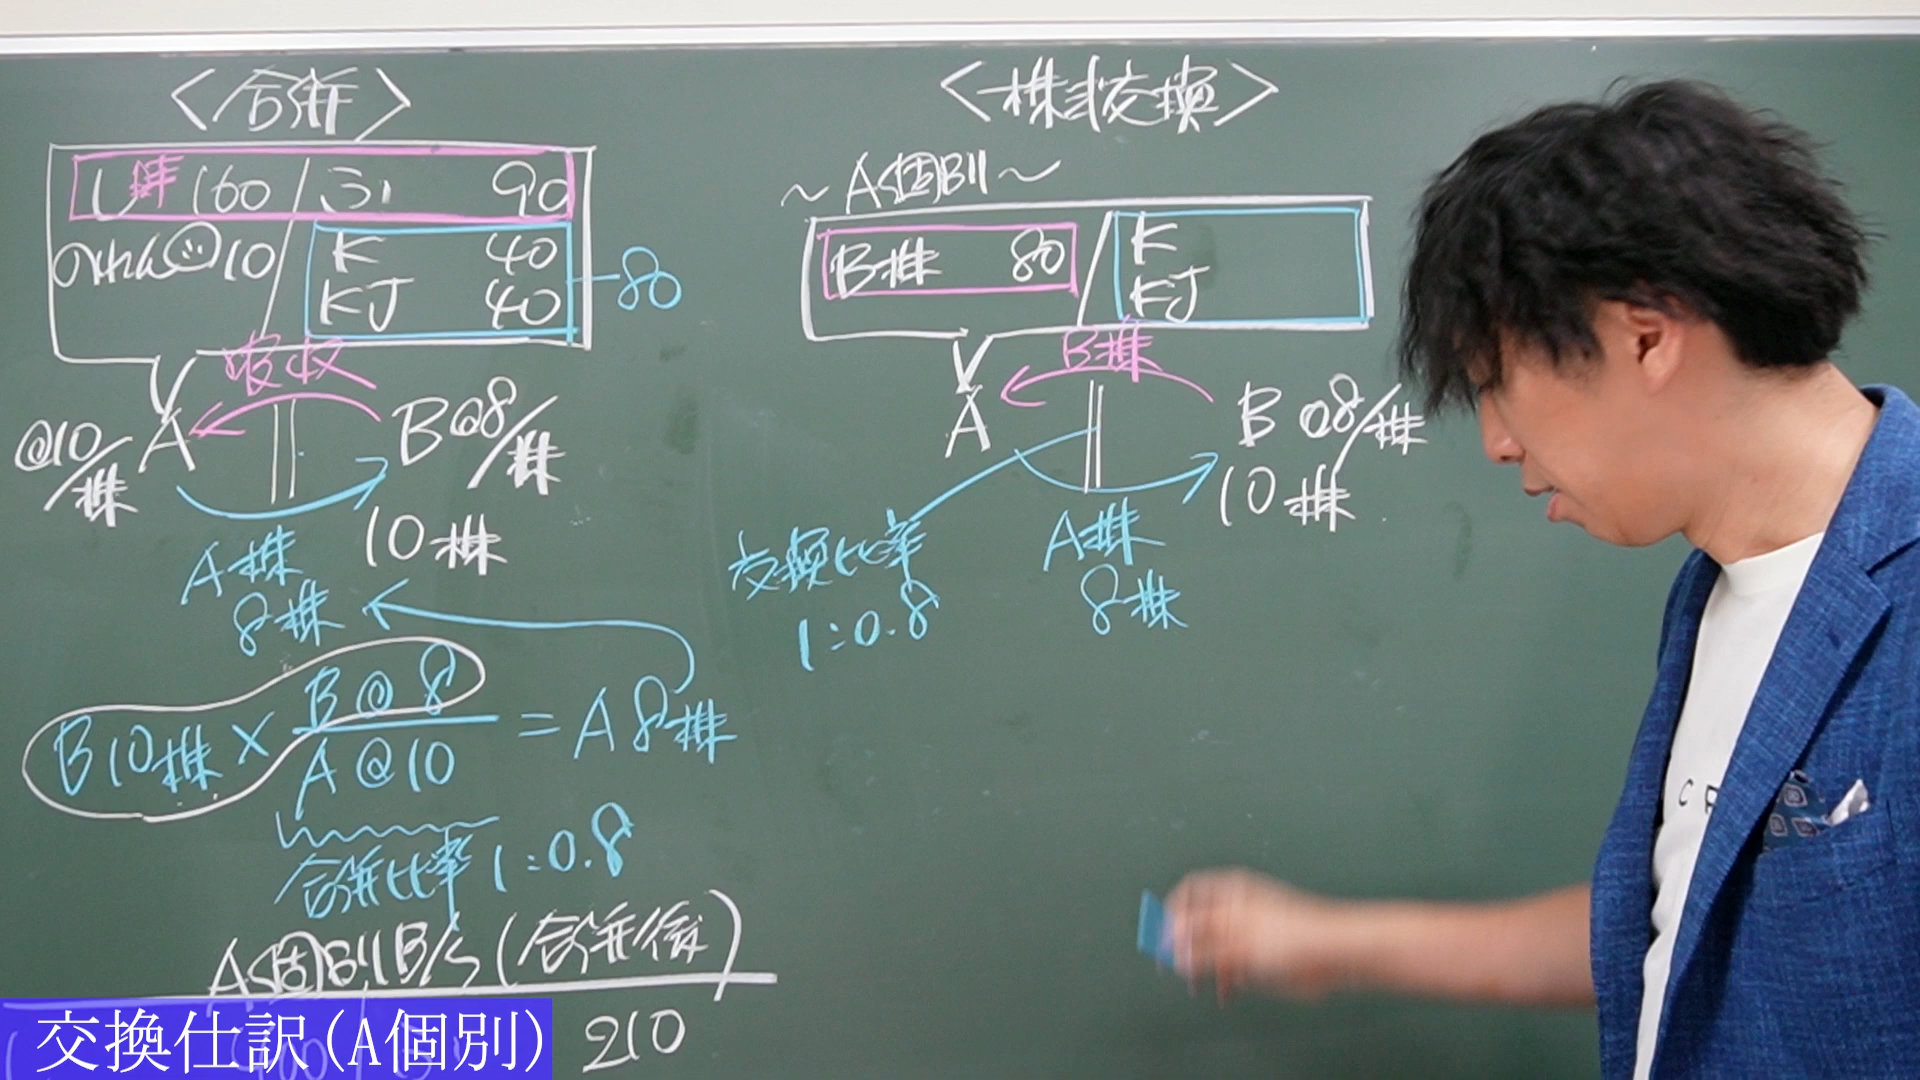 <合併>
し諸 160 / ふ 90
のれん 10 / K 40
KJ 40
80
吸収
@10/株 A
B @8/株
10株
A株
8株
B10株 × B@8 / A@10 = A 8株
合併比率 1:0.8
A個別B/S(合併後)
210
<株式交換>
~A個別~
B株 80 / K
KJ
B株
A
B @8/株
10株
交換比率
1:0.8
A株
8株
C
交換仕訳(A個別)